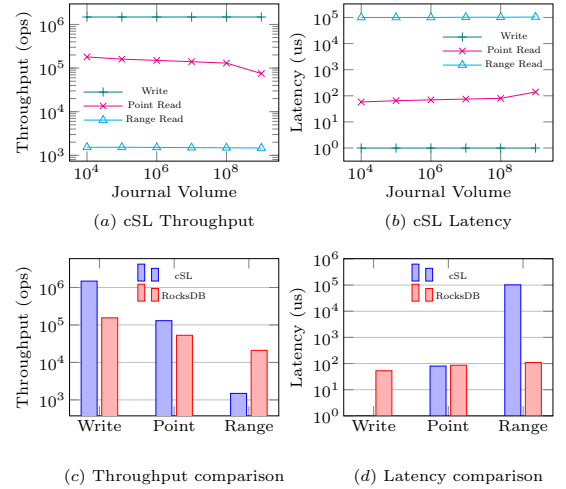 Throughput (ops)
10^6
10^5
10^4
10^3
Write
Point Read
Range Read
10^4 10^6 10^8
Journal Volume
(a) cSL Throughput
Latency (us)
10^5
10^4
10^3
10^2
10^1
10^0
Write
Point Read
Range Read
10^4 10^6 10^8
Journal Volume
(b) cSL Latency
Throughput (ops)
10^6
10^5
10^4
10^3
cSL
RocksDB
Write Point Range
(c) Throughput comparison
Latency (us)
10^6
10^5
10^4
10^3
10^2
10^1
10^0
cSL
RocksDB
Write Point Range
(d) Latency comparison